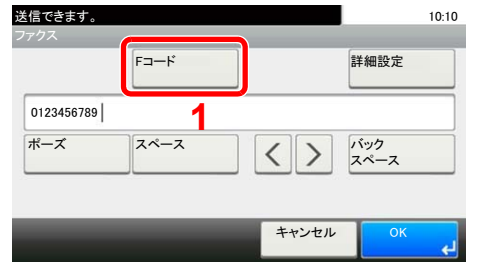 送信できます。 10:10
ファクス
Fコード 詳細設定
0123456789
1
ポーズ スペース < > バック
スペース
キャンセル OK